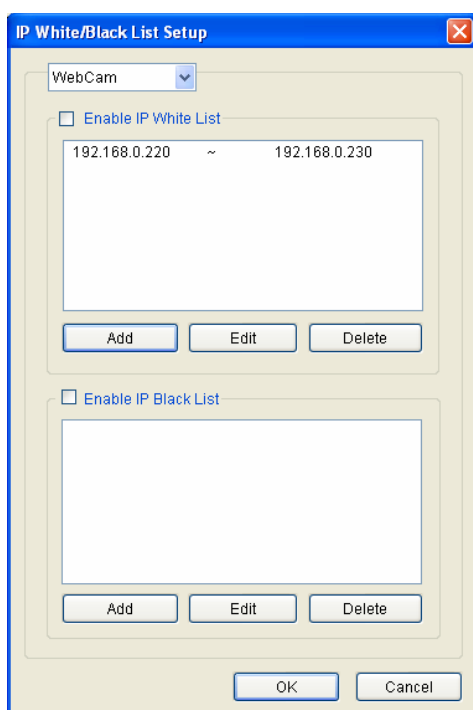 IP White/Black List Setup
WebCam
Enable IP White List
192.168.0.220 ~ 192.168.0.230
Add Edit Delete
Enable IP Black List
Add Edit Delete
OK Cancel